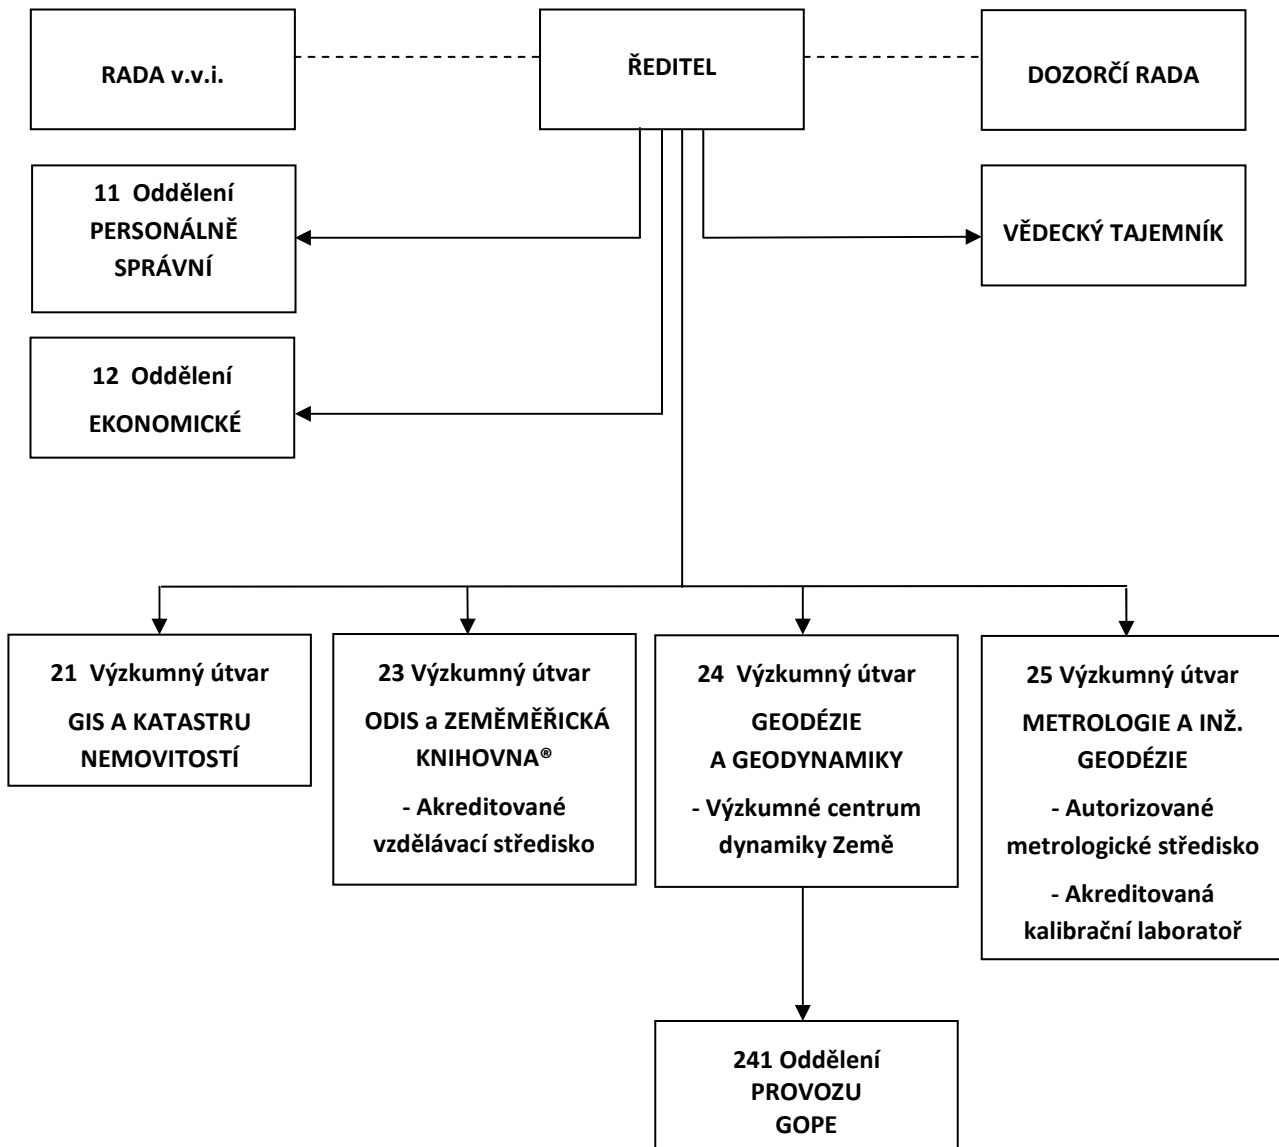 RADA v.v.i.
ŘEDITEL
DOZORČÍ RADA
11 Oddělení
PERSONÁLNĚ
SPRÁVNÍ
VĚDECKÝ TAJEMNÍK
12 Oddělení
EKONOMICKÉ
21 Výzkumný útvar
GIS A KATASTRU
NEMOVITOSTÍ
23 Výzkumný útvar
ODIS a ZEMĚMĚŘICKÁ
KNIHOVNA®
- Akreditované
vzdělávací středisko
24 Výzkumný útvar
GEODÉZIE
A GEODYNAMIKY
- Výzkumné centrum
dynamiky Země
25 Výzkumný útvar
METROLOGIE A INŽ.
GEODÉZIE
- Autorizované
metrologické středisko
- Akreditovaná
kalibrační laboratoř
241 Oddělení
PROVOZU
GOPE